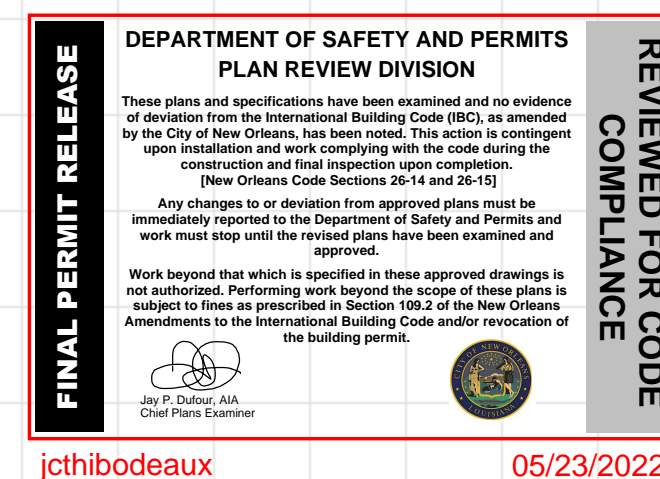 FINAL PERMIT RELEASE
DEPARTMENT OF SAFETY AND PERMITS
PLAN REVIEW DIVISION
These plans and specifications have been examined and no evidence
of deviation from the International Building Code (IBC), as amended
by the City of New Orleans, has been noted. This action is contingent
upon installation and work complying with the code during the
construction and final inspection upon completion.
[New Orleans Code Sections 26-14 and 26-15]
Any changes to or deviation from approved plans must be
immediately reported to the Department of Safety and Permits and
work must stop until the revised plans have been examined and
approved.
Work beyond that which is specified in these approved drawings is
not authorized. Performing work beyond the scope of these plans is
subject to fines as prescribed in Section 109.2 of the New Orleans
Amendments to the International Building Code and/or revocation of
the building permit.
Jay P. Dufour, AIA
Chief Plans Examiner
CITY OF NEW ORLEANS
LOUISIANA
REVIEWED FOR CODE
COMPLIANCE
jcthibodeaux
05/23/2022